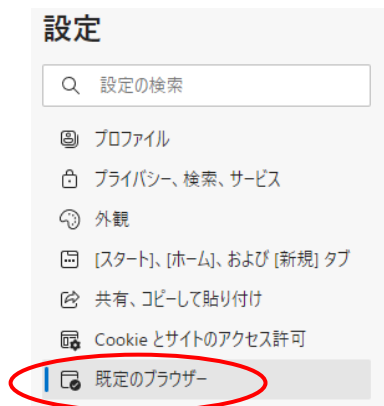 設定
設定の検索
プロファイル
プライバシー、検索、サービス
外観
[スタート]、[ホーム]、および [新規] タブ
共有、コピーして貼り付け
Cookie とサイトのアクセス許可
既定のブラウザー